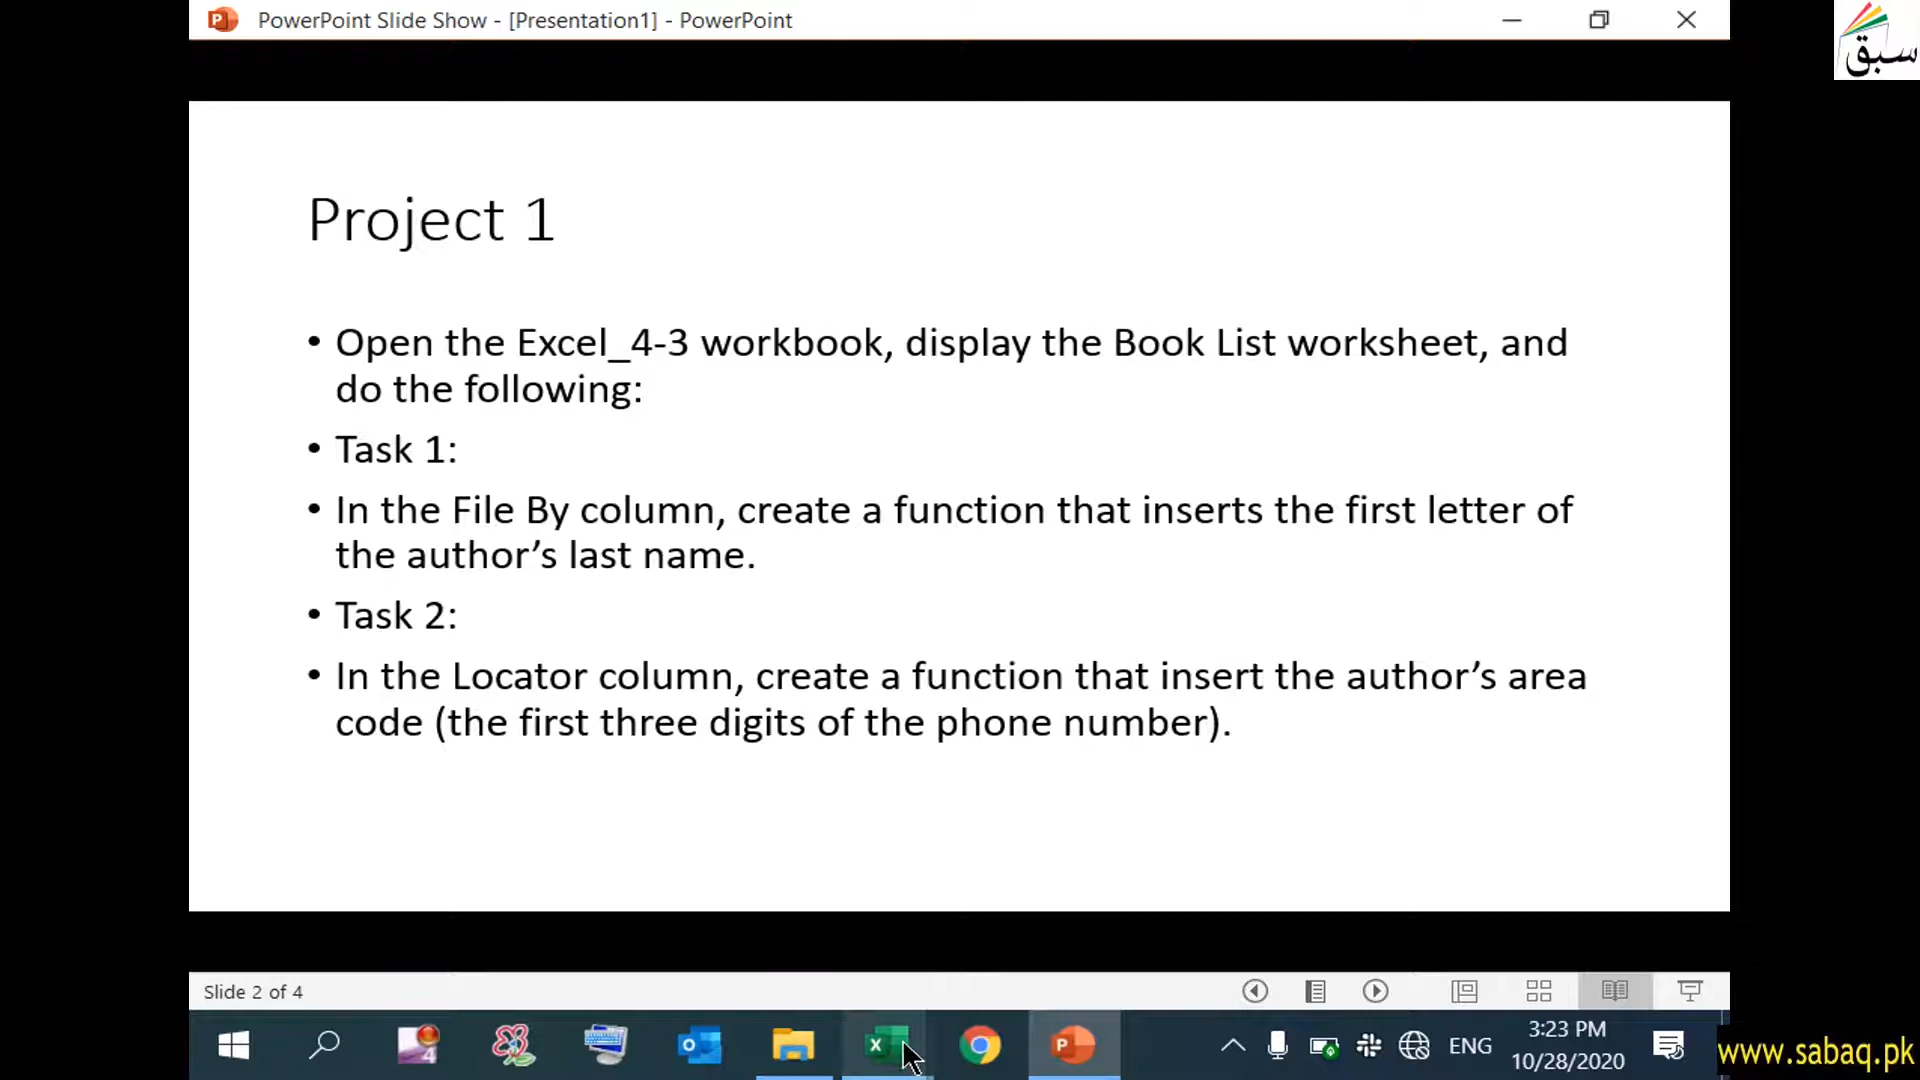 PowerPoint Slide Show - [Presentation1] - PowerPoint
سبق
Project 1
• Open the Excel_4-3 workbook, display the Book List worksheet, and
do the following:
• Task 1:
• In the File By column, create a function that inserts the first letter of
the author’s last name.
• Task 2:
• In the Locator column, create a function that insert the author’s area
code (the first three digits of the phone number).
Slide 2 of 4
4
O
X
P
ENG
3:23 PM
10/28/2020
www.sabaq.pk